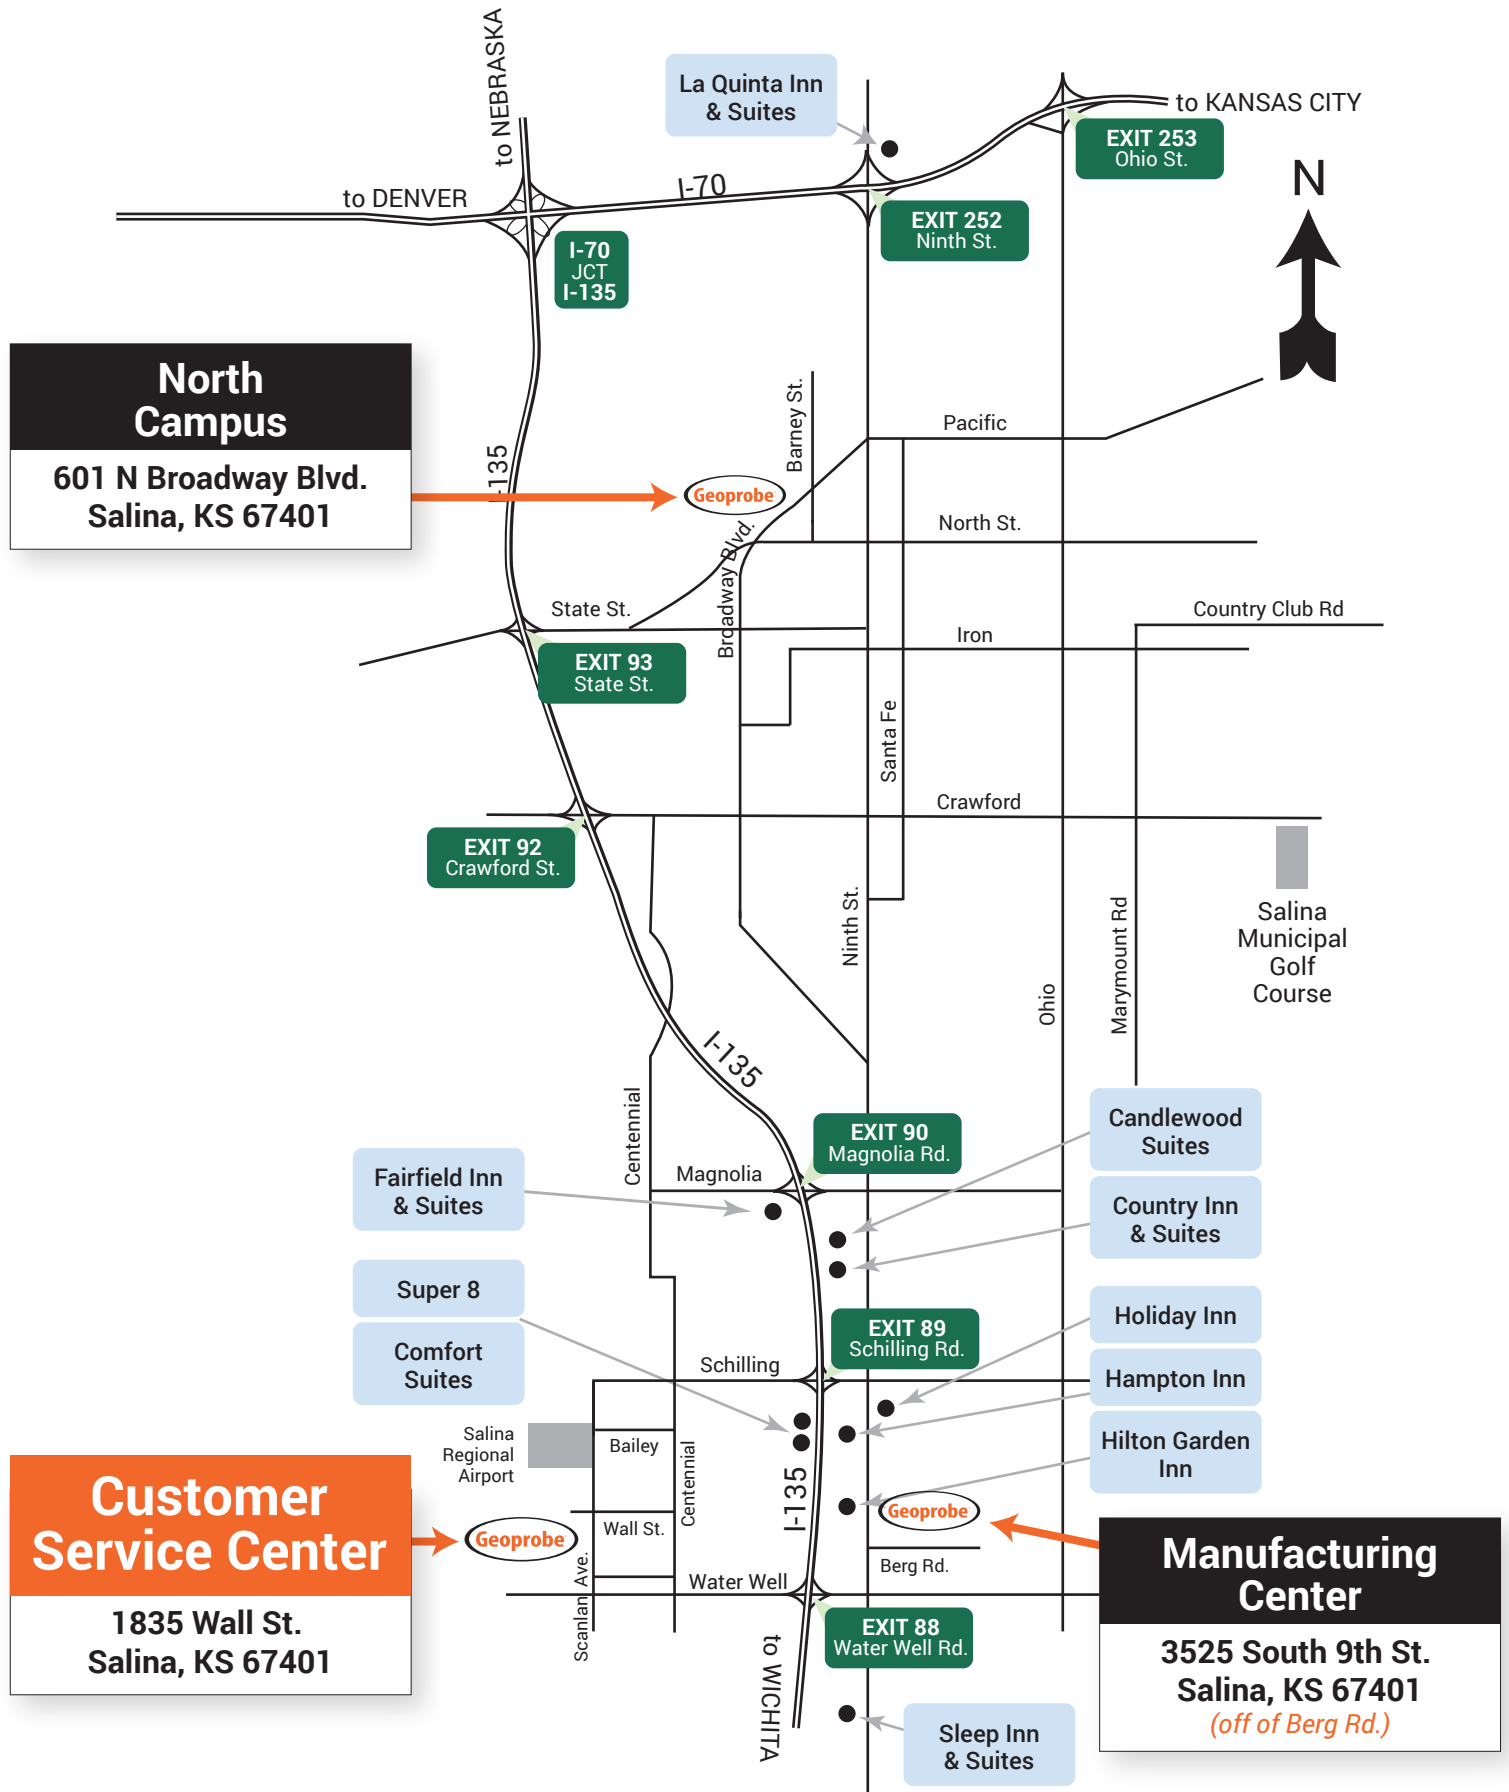 to NEBRASKA
La Quinta Inn
& Suites
to KANSAS CITY
EXIT 253
Ohio St.
N
to DENVER
I-70
EXIT 252
Ninth St.
I-70
JCT
I-135
North
Campus
601 N Broadway Blvd.
Salina, KS 67401
I-135
Geoprobe
Barney St.
Pacific
North St.
Broadway Blvd.
State St.
Country Club Rd
Iron
EXIT 93
State St.
Santa Fe
Crawford
EXIT 92
Crawford St.
Ninth St.
Ohio
Marymount Rd
Salina
Municipal
Golf
Course
I-135
Centennial
EXIT 90
Magnolia Rd.
Magnolia
Candlewood
Suites
Fairfield Inn
& Suites
Country Inn
& Suites
Super 8
Comfort
Suites
EXIT 89
Schilling Rd.
Schilling
Holiday Inn
Hampton Inn
Hilton Garden
Inn
Salina
Regional
Airport
Bailey
Centennial
I-135
Customer
Service Center
1835 Wall St.
Salina, KS 67401
Geoprobe
Wall St.
Scanlan Ave.
Water Well
Geoprobe
Berg Rd.
Manufacturing
Center
3525 South 9th St.
Salina, KS 67401
(off of Berg Rd.)
EXIT 88
Water Well Rd.
to WICHITA
Sleep Inn
& Suites